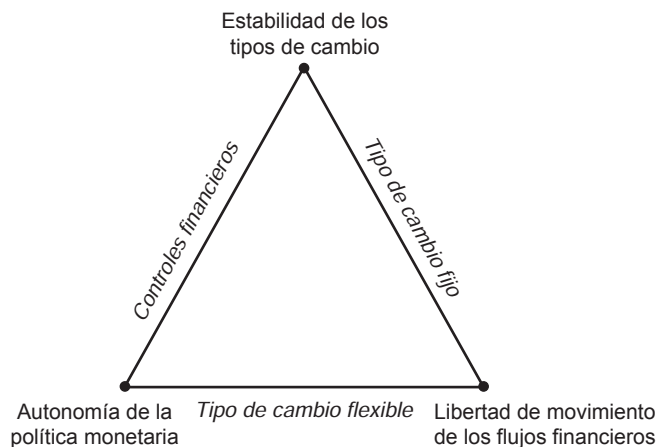 Estabilidad de los
tipos de cambio
Controles financieros
Tipo de cambio fijo
Autonomía de la
política monetaria
Tipo de cambio flexible
Libertad de movimiento
de los flujos financieros